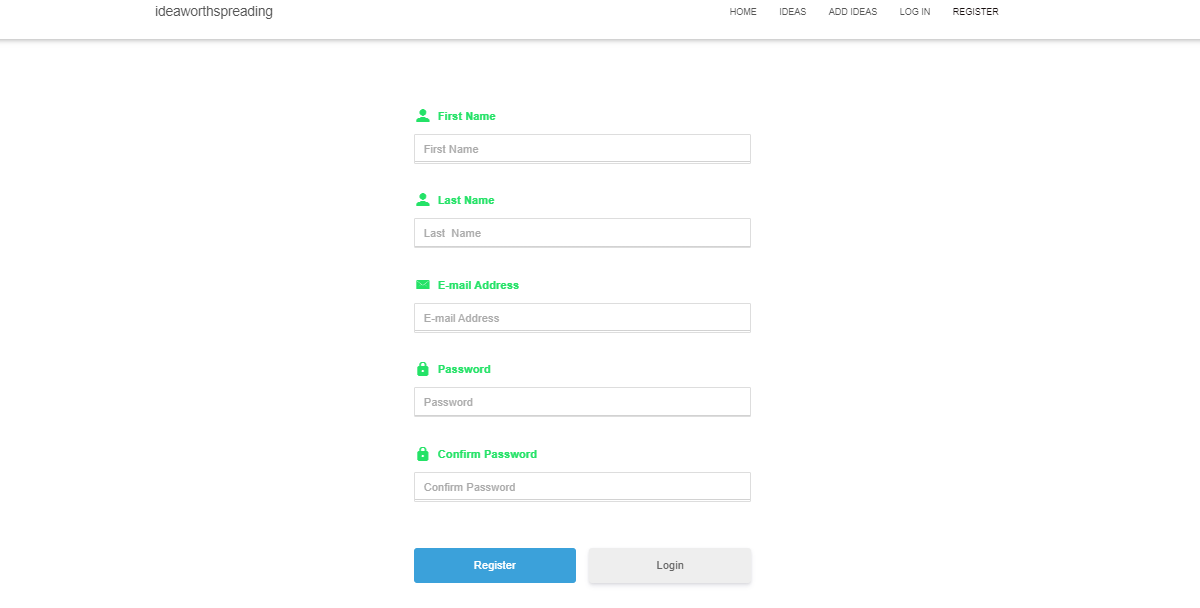 ideaworthspreading
HOME IDEAS ADD IDEAS LOG IN REGISTER
First Name
First Name
Last Name
Last  Name
E-mail Address
E-mail Address
Password
Password
Confirm Password
Confirm Password
Register Login